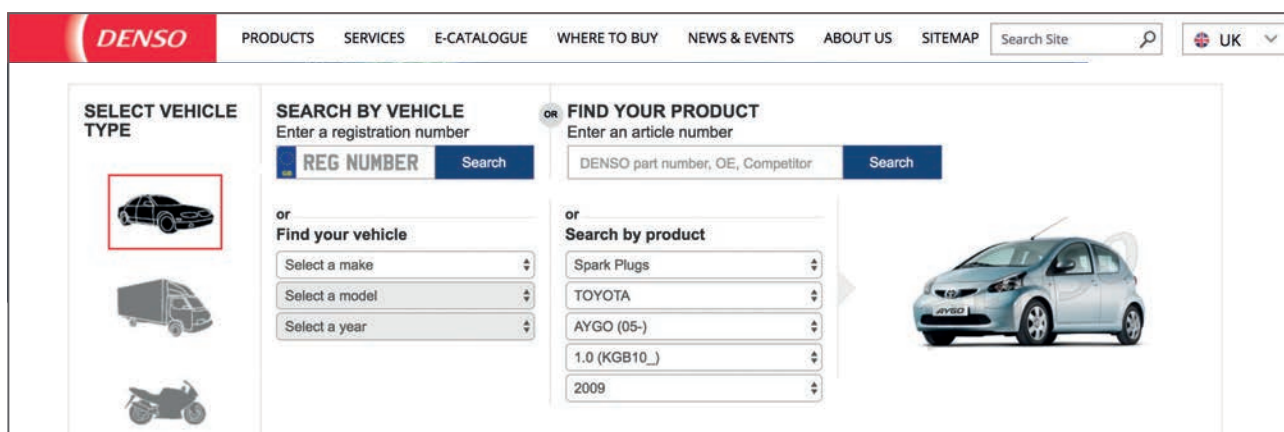 DENSO
PRODUCTS SERVICES E-CATALOGUE WHERE TO BUY NEWS & EVENTS ABOUT US SITEMAP Search Site UK
SELECT VEHICLE
TYPE
SEARCH BY VEHICLE
Enter a registration number
GB REG NUMBER Search
or
Find your vehicle
Select a make
Select a model
Select a year
OR
FIND YOUR PRODUCT
Enter an article number
DENSO part number, OE, Competitor Search
or
Search by product
Spark Plugs
TOYOTA
AYGO (05-)
1.0 (KGB10_)
2009
AYGO